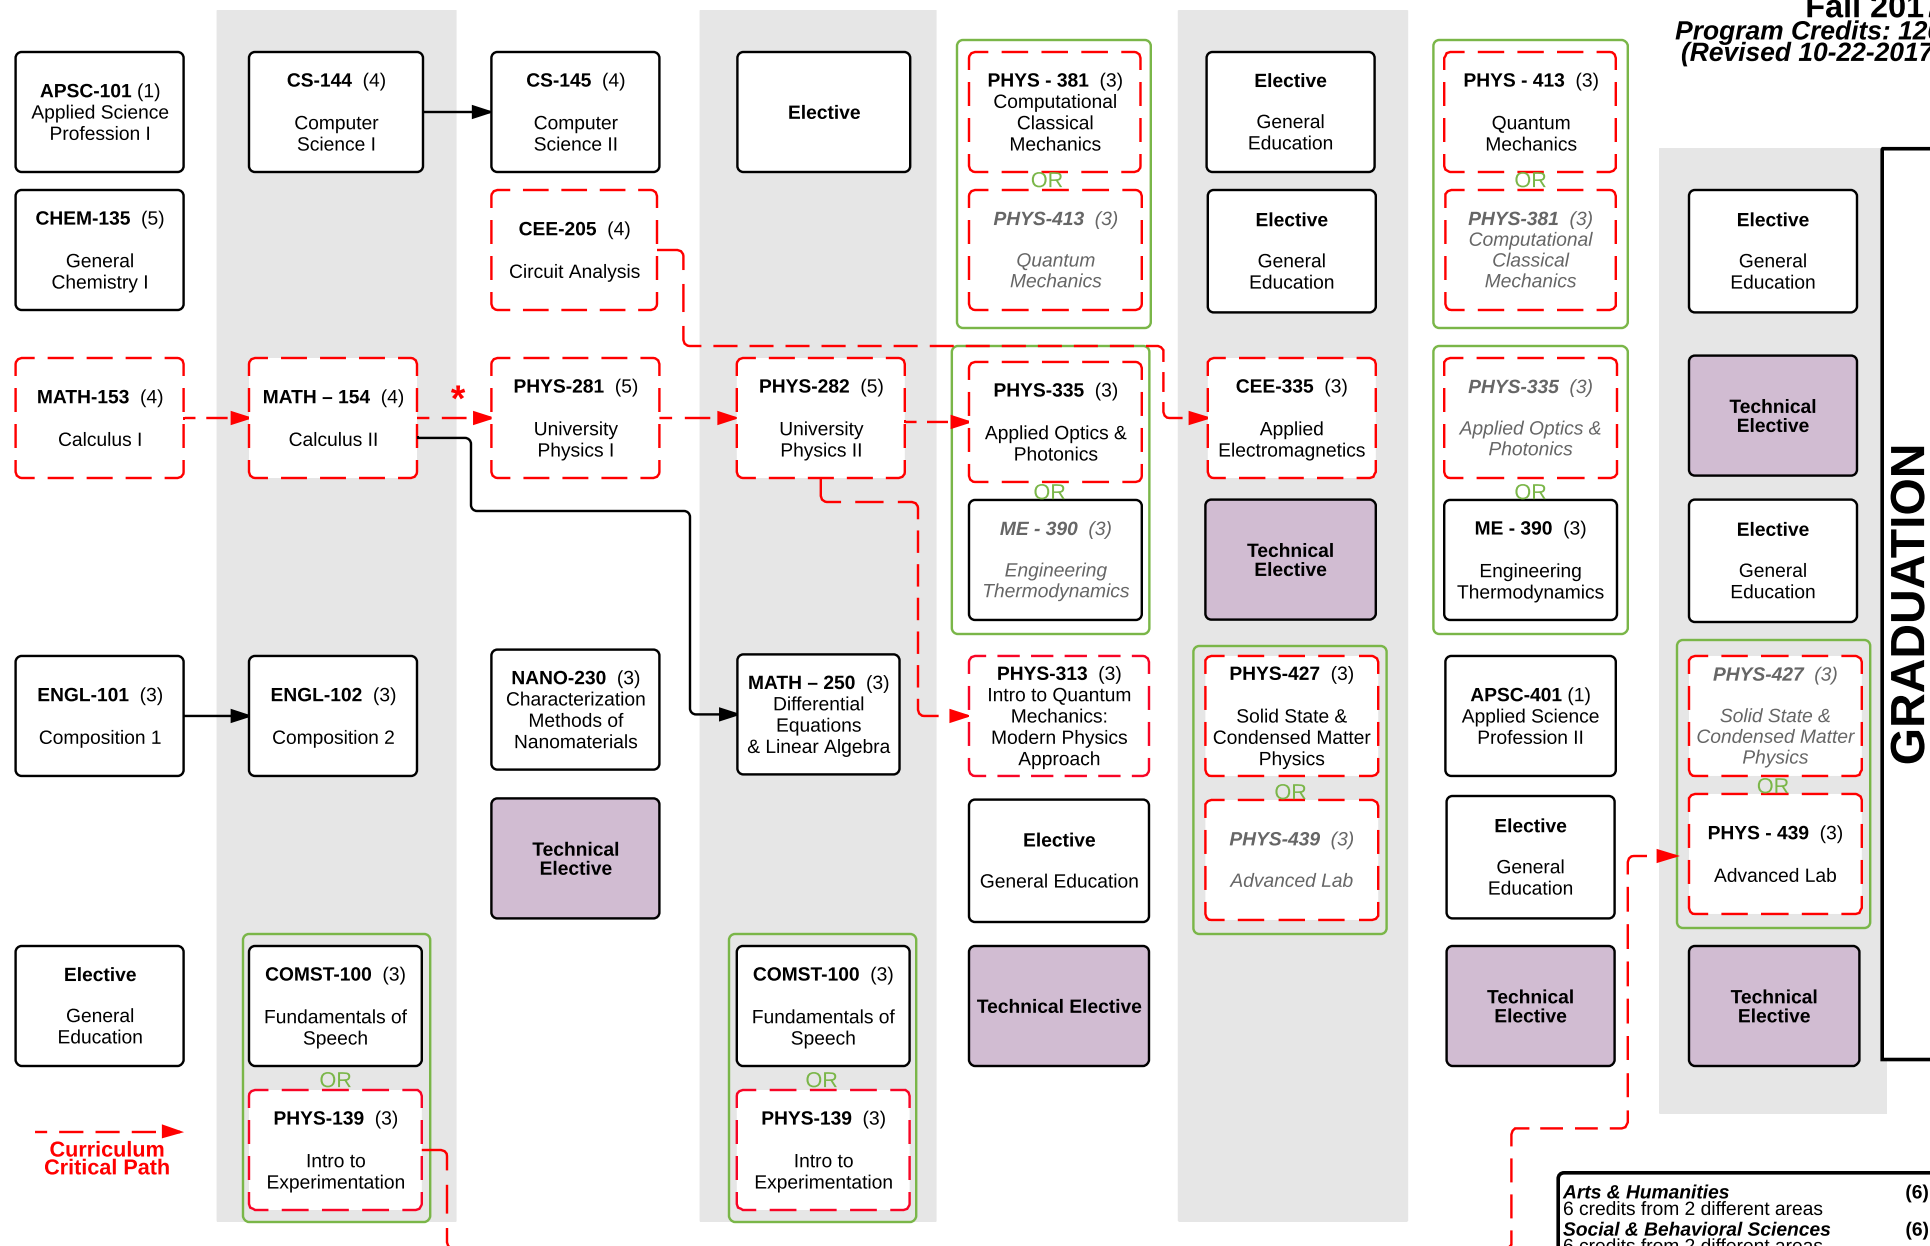 Fall 2017
Program Credits: 120
(Revised 10-22-2017
APSC-101 (1)
Applied Science
Profession I
CHEM-135 (5)
General
Chemistry I
MATH-153 (4)
Calculus I
ENGL-101 (3)
Composition 1
Elective
General
Education
Curriculum
Critical Path
CS-144 (4)
Computer
Science I
MATH – 154 (4)
Calculus II
*
ENGL-102 (3)
Composition 2
COMST-100 (3)
Fundamentals of
Speech
OR
PHYS-139 (3)
Intro to
Experimentation
CS-145 (4)
Computer
Science II
CEE-205 (4)
Circuit Analysis
PHYS-281 (5)
University
Physics I
NANO-230 (3)
Characterization
Methods of
Nanomaterials
Technical
Elective
Elective
PHYS-282 (5)
University
Physics II
MATH – 250 (3)
Differential
Equations
& Linear Algebra
COMST-100 (3)
Fundamentals of
Speech
OR
PHYS-139 (3)
Intro to
Experimentation
PHYS - 381 (3)
Computational
Classical
Mechanics
OR
PHYS-413 (3)
Quantum
Mechanics
PHYS-335 (3)
Applied Optics &
Photonics
OR
ME - 390 (3)
Engineering
Thermodynamics
PHYS-313 (3)
Intro to Quantum
Mechanics:
Modern Physics
Approach
Elective
General Education
Technical Elective
Elective
General
Education
Elective
General
Education
CEE-335 (3)
Applied
Electromagnetics
Technical
Elective
PHYS-427 (3)
Solid State &
Condensed Matter
Physics
OR
PHYS-439 (3)
Advanced Lab
PHYS - 413 (3)
Quantum
Mechanics
OR
PHYS-381 (3)
Computational
Classical
Mechanics
PHYS-335 (3)
Applied Optics &
Photonics
OR
ME - 390 (3)
Engineering
Thermodynamics
APSC-401 (1)
Applied Science
Profession II
Elective
General
Education
Technical
Elective
Elective
General
Education
Technical
Elective
Elective
General
Education
PHYS-427 (3)
Solid State &
Condensed Matter
Physics
OR
PHYS - 439 (3)
Advanced Lab
Technical
Elective
GRADUATION
Arts & Humanities (6)
6 credits from 2 different areas
Social & Behavioral Sciences (6)
6 credits from 2 different areas